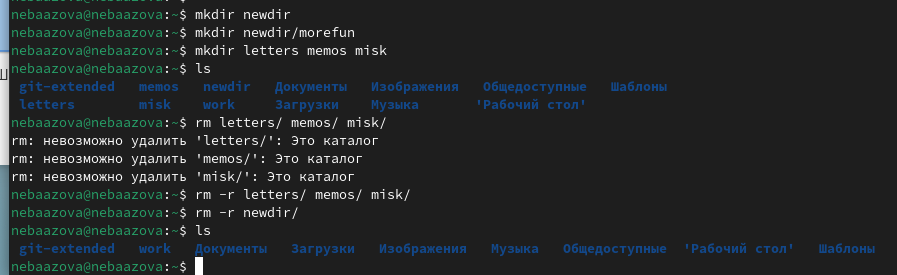 nebaazova@nebaazova:~$ mkdir newdir
nebaazova@nebaazova:~$ mkdir newdir/morefun
nebaazova@nebaazova:~$ mkdir letters memos misk
nebaazova@nebaazova:~$ ls
git-extended memos newdir Документы Изображения Общедоступные Шаблоны
letters misk work Загрузки Музыка 'Рабочий стол'
nebaazova@nebaazova:~$ rm letters/ memos/ misk/
rm: невозможно удалить 'letters/': Это каталог
rm: невозможно удалить 'memos/': Это каталог
rm: невозможно удалить 'misk/': Это каталог
nebaazova@nebaazova:~$ rm -r letters/ memos/ misk/
nebaazova@nebaazova:~$ rm -r newdir/
nebaazova@nebaazova:~$ ls
git-extended work Документы Загрузки Изображения Музыка Общедоступные 'Рабочий стол' Шаблоны
nebaazova@nebaazova:~$